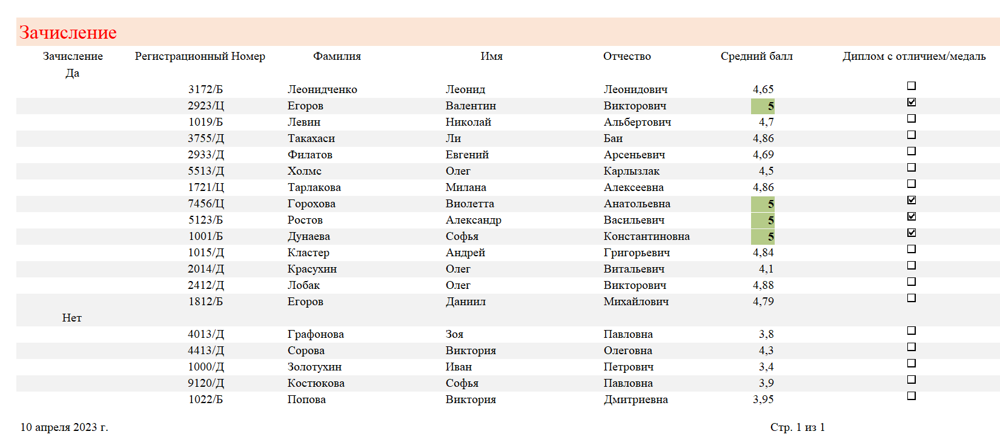 Зачисление
Зачисление Регистрационный Номер Фамилия Имя Отчество Средний балл Диплом с отличием/медаль
Да
3172/Б Леонидченко Леонид Леонидович 4,65
2923/Ц Егоров Валентин Викторович 5
1019/Б Левин Николай Альбертович 4,7
3755/Д Такахаси Ли Баи 4,86
2933/Д Филатов Евгений Арсеньевич 4,69
5513/Д Холмс Олег Карлызлак 4,5
1721/Ц Тарлакова Милана Алексеевна 4,86
7456/Ц Горохова Виолетта Анатольевна 5
5123/Б Ростов Александр Васильевич 5
1001/Б Дунаева Софья Константиновна 5
1015/Д Кластер Андрей Григорьевич 4,84
2014/Д Красухин Олег Витальевич 4,1
2412/Д Лобак Олег Викторович 4,88
1812/Б Егоров Даниил Михайлович 4,79
Нет
4013/Д Графонова Зоя Павловна 3,8
4413/Д Сорова Виктория Олеговна 4,3
1000/Д Золотухин Иван Петрович 3,4
9120/Д Костюкова Софья Павловна 3,9
1022/Б Попова Виктория Дмитриевна 3,95
10 апреля 2023 г. Стр. 1 из 1